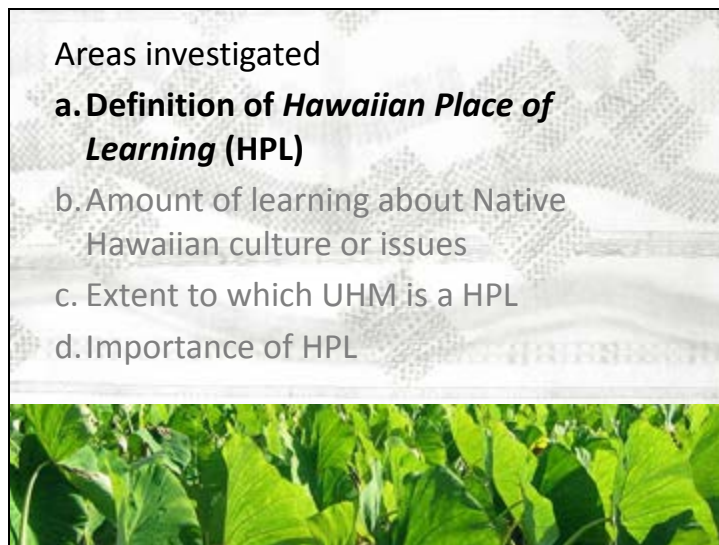 Areas investigated
a. Definition of Hawaiian Place of
Learning (HPL)
b. Amount of learning about Native
Hawaiian culture or issues
c. Extent to which UHM is a HPL
d. Importance of HPL